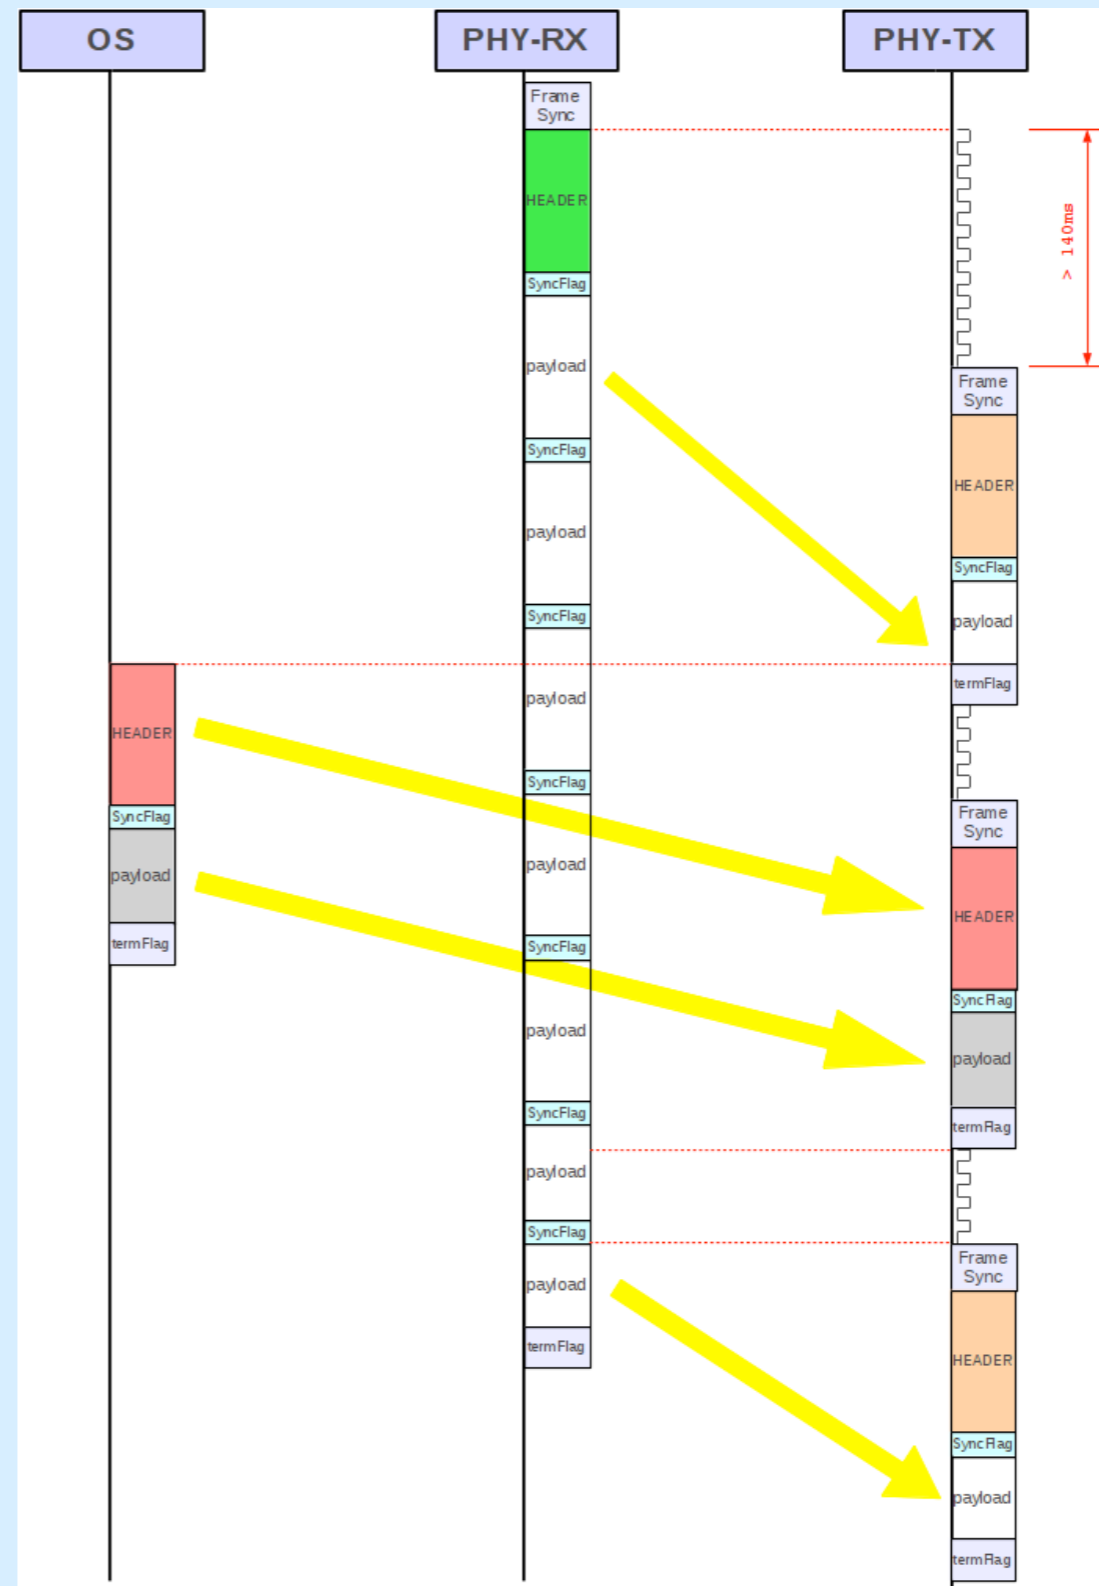 OS
PHY-RX
PHY-TX
Frame
Sync
HEADER
SyncFlag
payload
SyncFlag
payload
SyncFlag
payload
SyncFlag
payload
SyncFlag
payload
SyncFlag
payload
SyncFlag
payload
termFlag
HEADER
SyncFlag
payload
termFlag
> 140ms
Frame
Sync
HEADER
SyncFlag
payload
termFlag
Frame
Sync
HEADER
SyncFlag
payload
termFlag
Frame
Sync
HEADER
SyncFlag
payload
termFlag